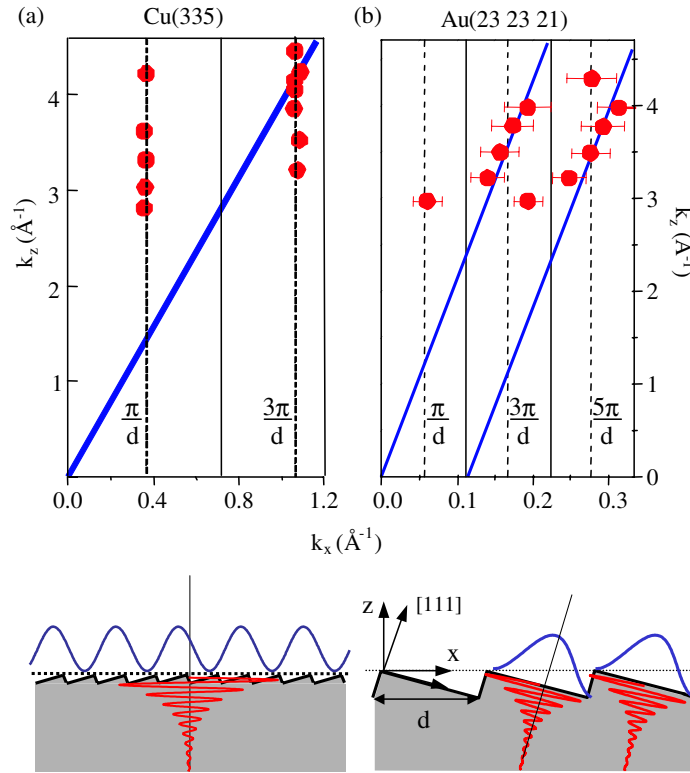 (a) Cu(335)
(b) Au(23 23 21)
k_z (Å⁻¹)
4
3
2
1
π/d
3π/d
0.0 0.4 0.8 1.2
k_x (Å⁻¹)
π/d
3π/d
5π/d
0.0 0.1 0.2 0.3
4
3
2
1
0
k_z (Å⁻¹)
z
[111]
x
d